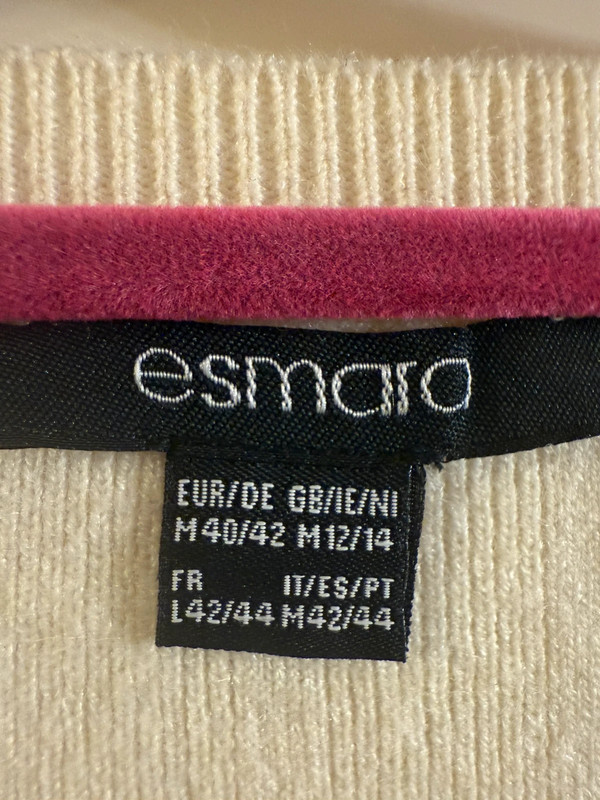 esmara
EUR/DE GB/IE/NI
M 40/42 M 12/14
FR IT/ES/PT
L 42/44 M 42/44